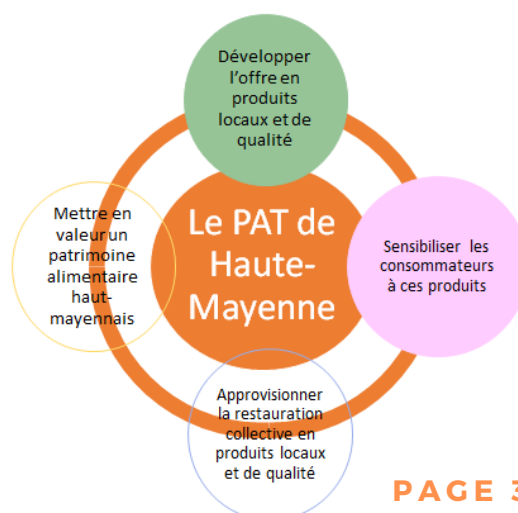 Développer
l'offre en
produits
locaux et de
qualité
Le PAT de
Haute-
Mayenne
Mettre en
valeur un
patrimoine
alimentaire
haut-
mayennais
Sensibiliser les
consommateurs
à ces produits
Approvisionner
la restauration
collective en
produits locaux
et de qualité
PAGE 3